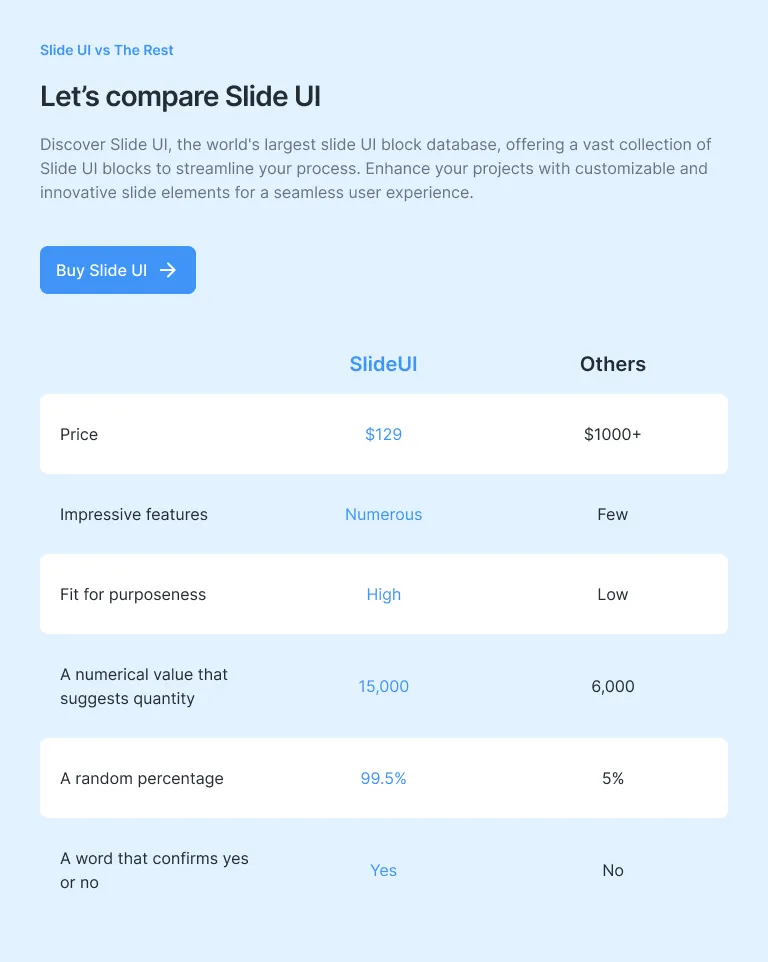 Slide UI vs The Rest
Let’s compare Slide UI
Discover Slide UI, the world's largest slide UI block database, offering a vast collection of
Slide UI blocks to streamline your process. Enhance your projects with customizable and
innovative slide elements for a seamless user experience.
Buy Slide UI
SlideUI Others
Price $129 $1000+
Impressive features Numerous Few
Fit for purposeness High Low
A numerical value that
suggests quantity 15,000 6,000
A random percentage 99.5% 5%
A word that confirms yes
or no Yes No